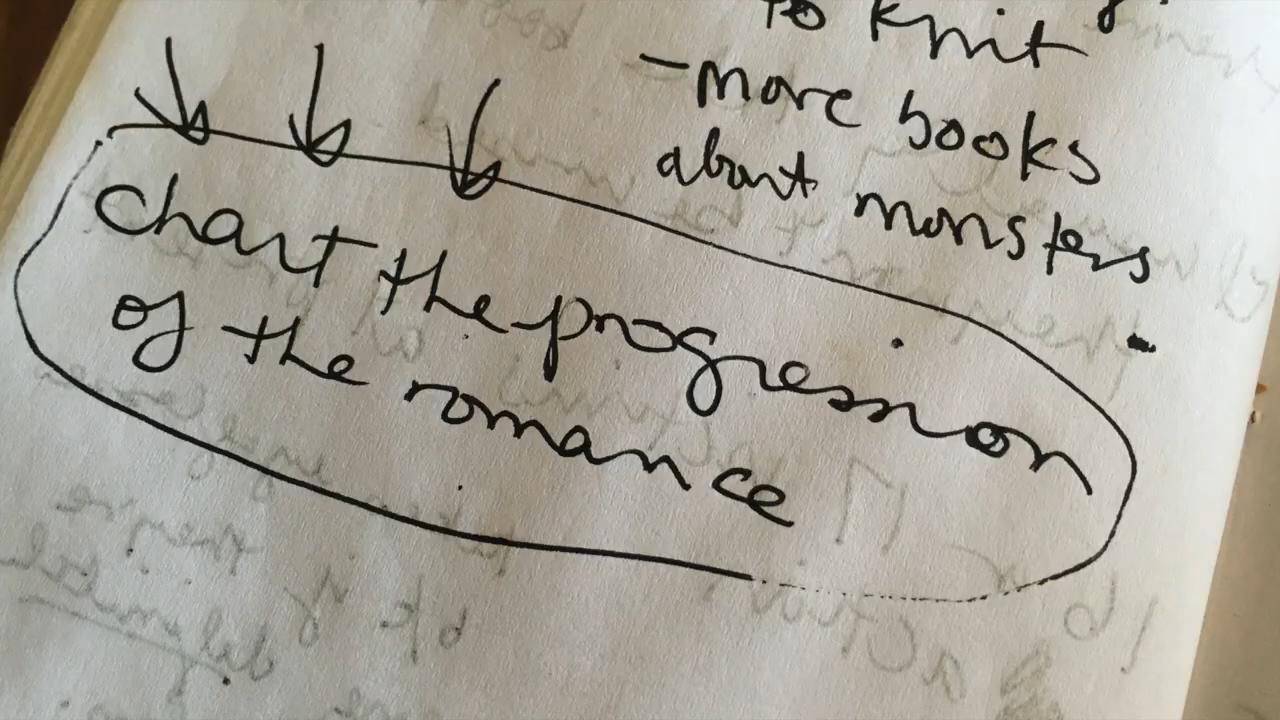 to knit
- more books
about monsters
chart the progression
of the romance